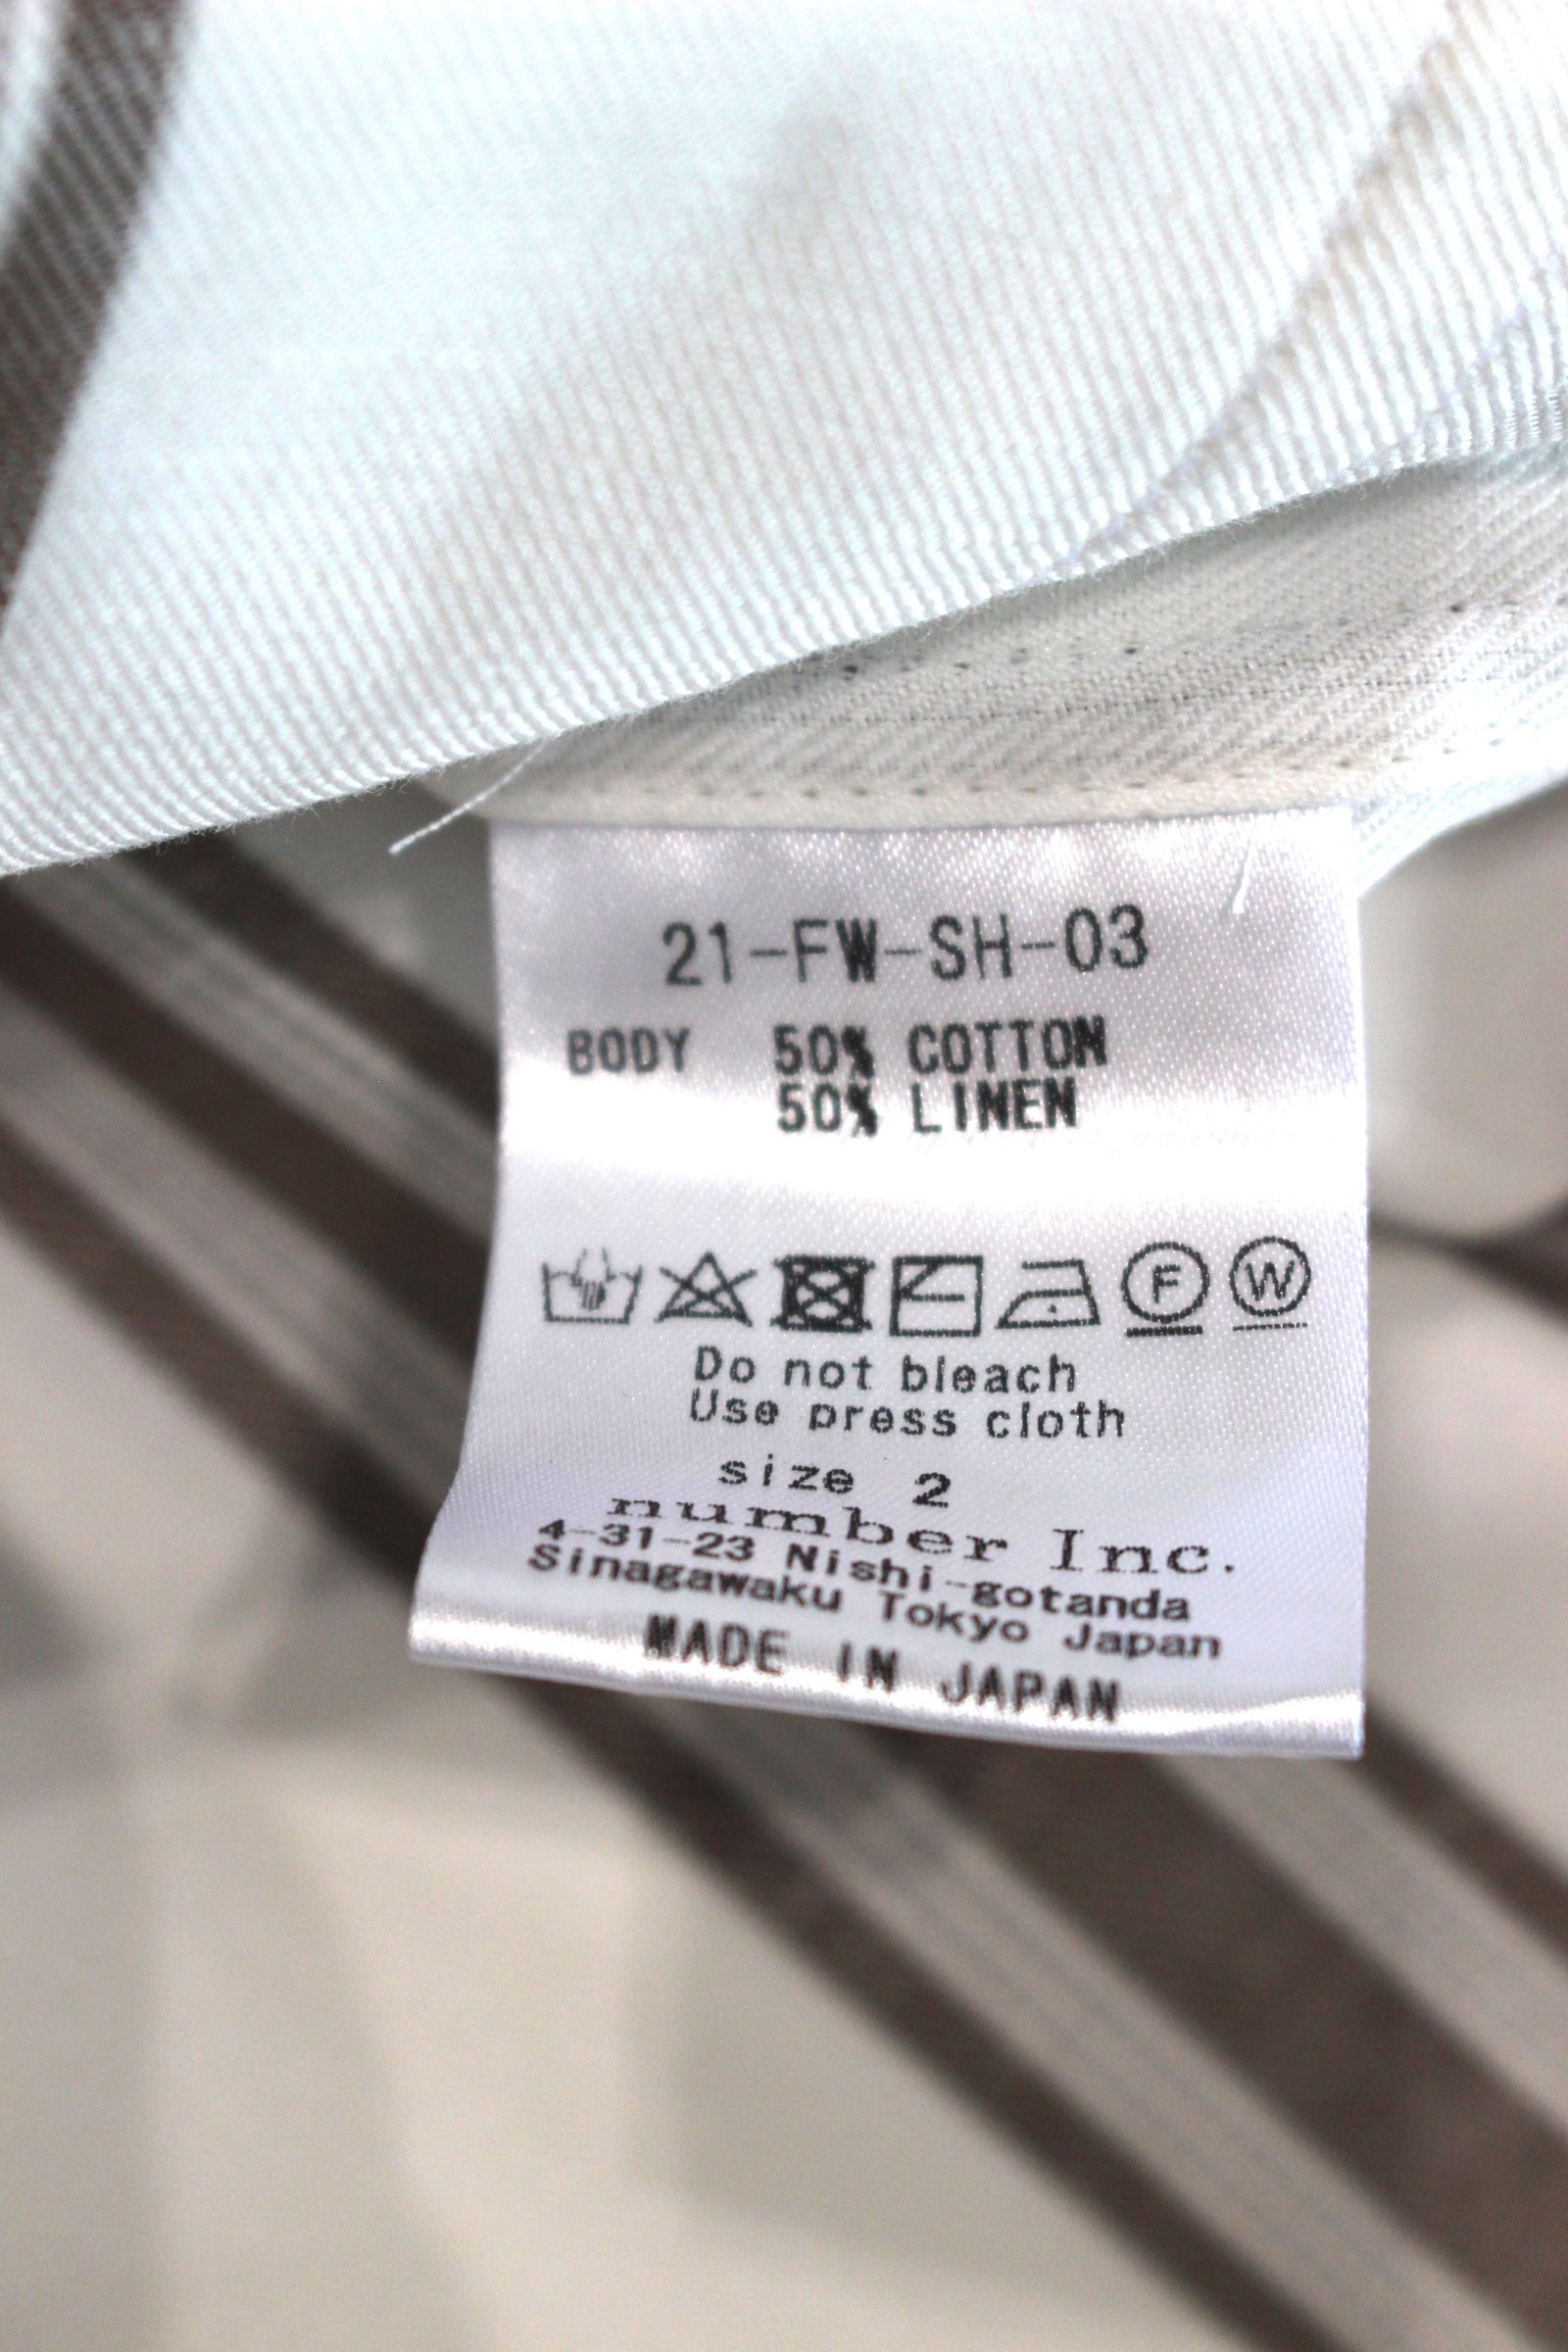 21-FW-SH-03
BODY 50% COTTON
50% LINEN
F W
Do not bleach
Use press cloth
size 2
number Inc.
4-31-23 Nishi-gotanda
Sinagawaku Tokyo Japan
MADE IN JAPAN